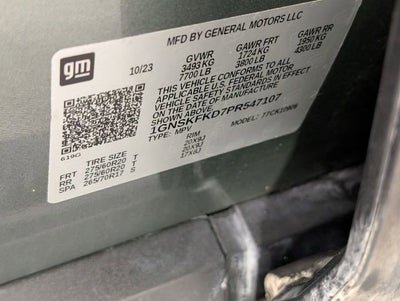 gm
MFD BY GENERAL MOTORS LLC
10/23
GVWR GAWR FRT GAWR RR
3493 KG 1724 KG 1950 KG
7700 LB 3800 LB 4300 LB
THIS VEHICLE CONFORMS TO ALL
APPLICABLE U.S. FEDERAL MOTOR
VEHICLE SAFETY STANDARDS IN EFFECT
ON THE DATE OF MANUFACTURE
SHOWN ABOVE.
1GNSKFKD7PR547107
TYPE: MPV MODEL:
619G
TIRE SIZE RIM
FRT 275/60R20 T 20X9J
RR 275/60R20 T 20X9J
SPA 265/70R17 S 17X8J